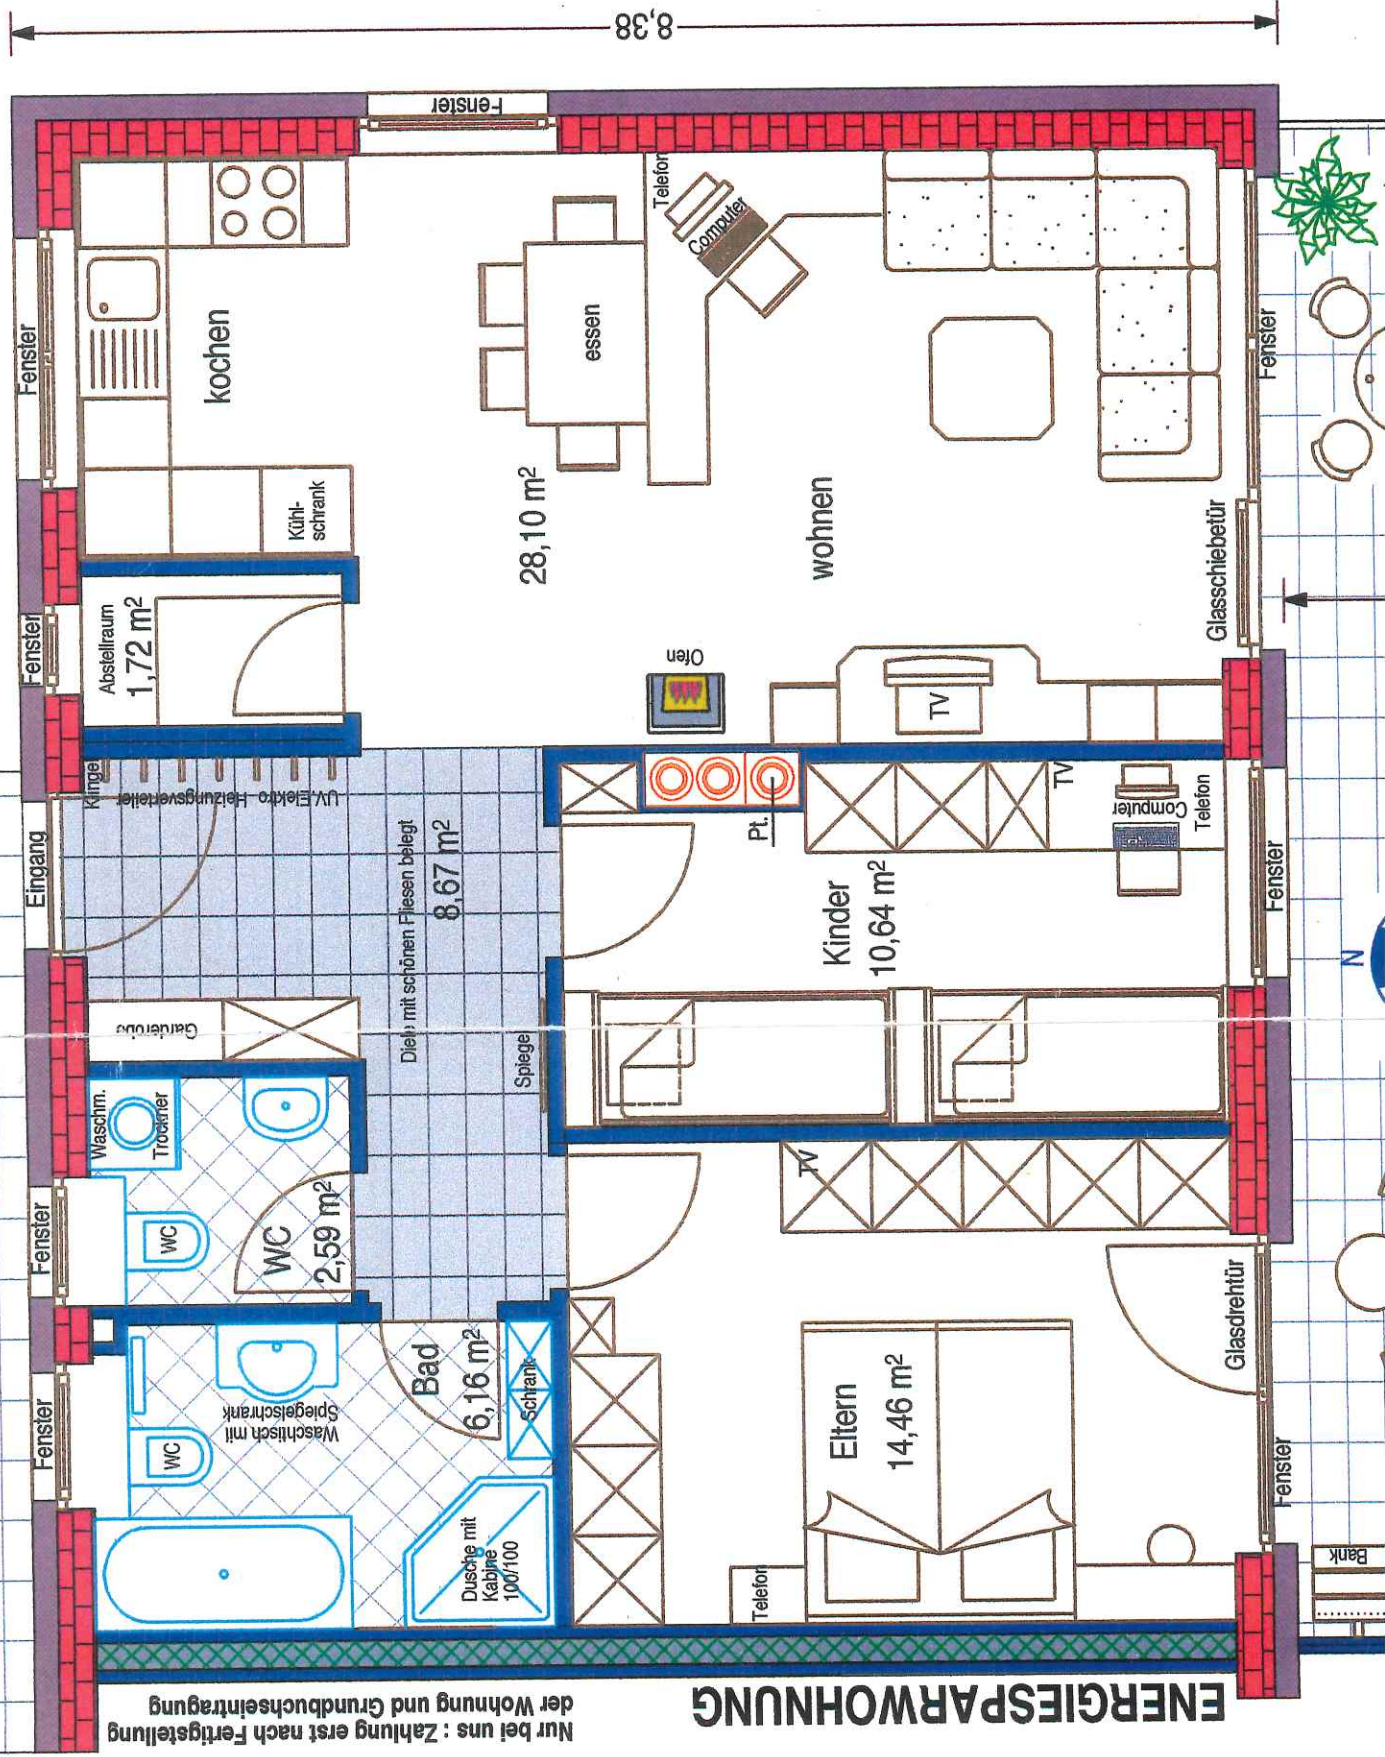 8,38
Fenster
Fenster
Fenster
Eingang
Fenster
Fenster
kochen
Kühl-
schrank
essen
28,10 m²
wohnen
Telefon
Computer
Ofen
TV
Glasschiebetür
Fenster
Abstellraum
1,72 m²
Klingel
UV.Elektro Heizungsverteiler
Diele mit schönen Fliesen belegt
8,67 m²
Garderobe
Spiegel
Waschm.
Trockner
WC
WC
2,59 m²
WC
Waschtisch mit
Spiegelschrank
Bad
6,16 m²
Schrank
Dusche mit
Kabine
100/100
Pt.
Kinder
10,64 m²
TV
Computer
Telefon
Fenster
N
TV
Eltern
14,46 m²
Telefon
Glasdrehtür
Fenster
Bank
Nur bei uns : Zahlung erst nach Fertigstellung
der Wohnung und Grundbuchseintragung
ENERGIESPARWOHNUNG